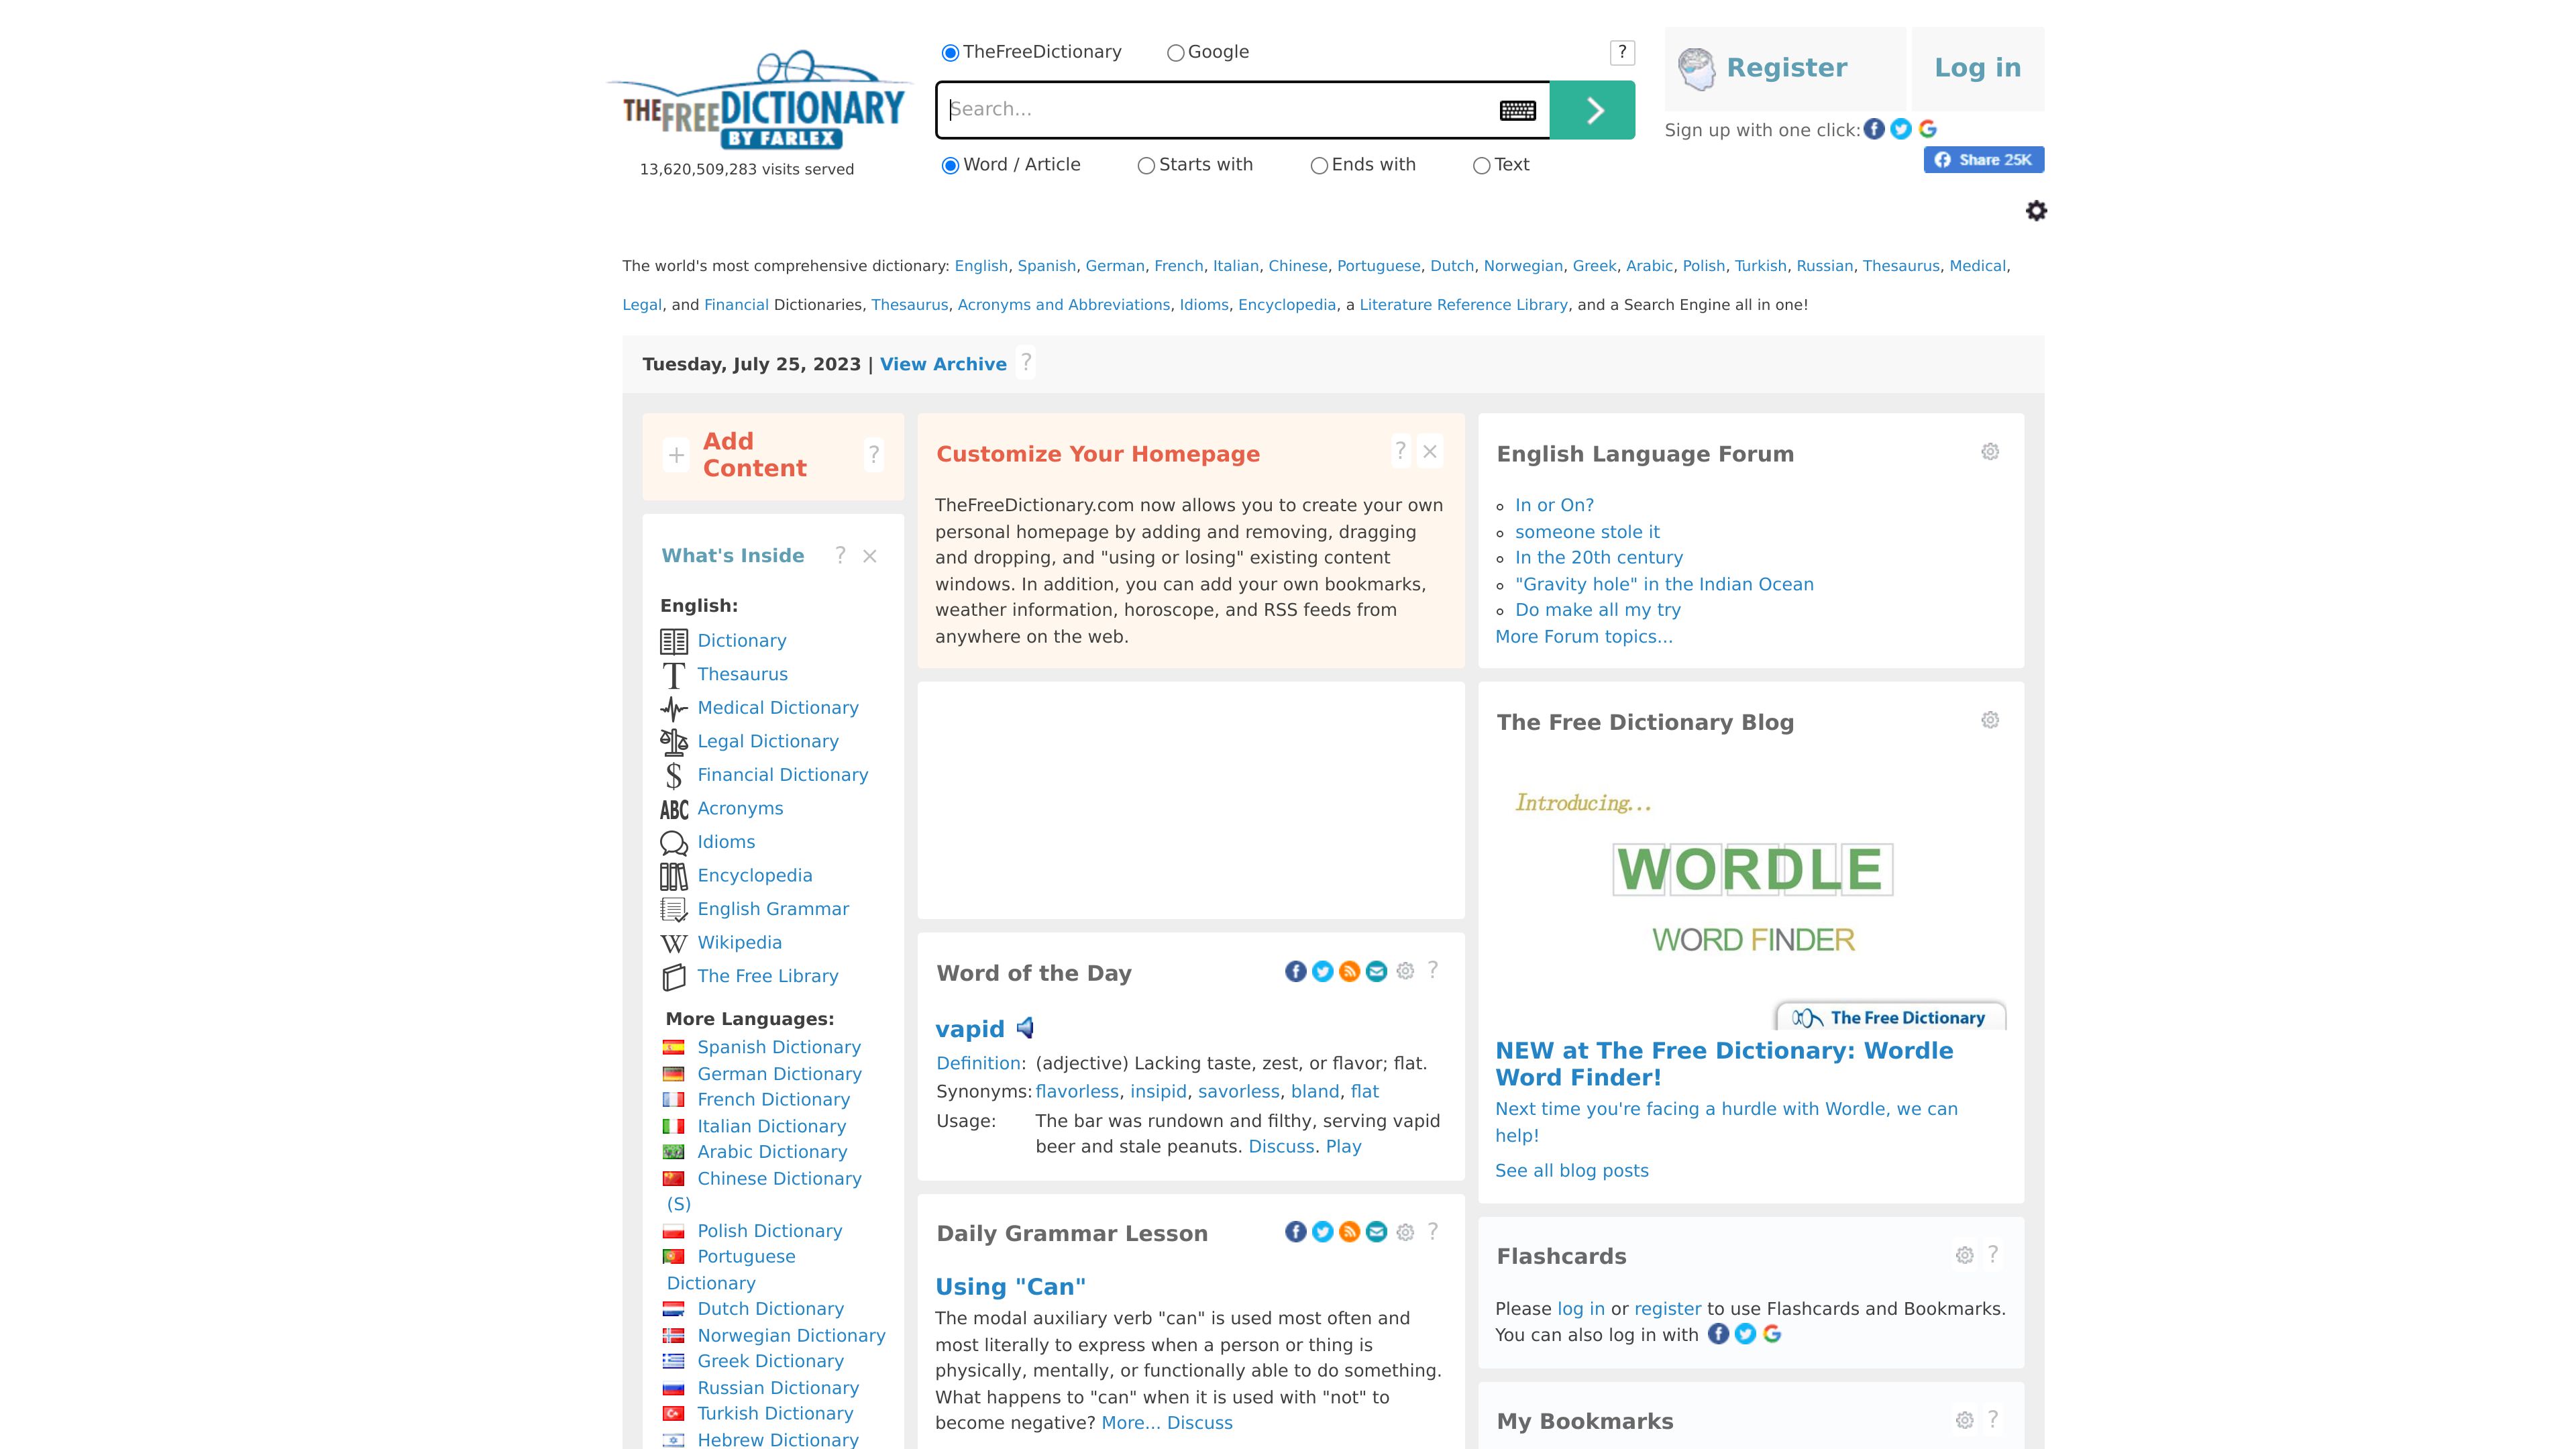 THE FREE DICTIONARY
BY FARLEX
13,620,509,283 visits served
TheFreeDictionary Google ?
Search...
Word / Article Starts with Ends with Text
Register Log in
Sign up with one click:
Share 25K
The world's most comprehensive dictionary: English, Spanish, German, French, Italian, Chinese, Portuguese, Dutch, Norwegian, Greek, Arabic, Polish, Turkish, Russian, Thesaurus, Medical,
Legal, and Financial Dictionaries, Thesaurus, Acronyms and Abbreviations, Idioms, Encyclopedia, a Literature Reference Library, and a Search Engine all in one!
Tuesday, July 25, 2023 | View Archive ?
+ Add
Content ?
What's Inside ? ×
English:
Dictionary
T Thesaurus
Medical Dictionary
Legal Dictionary
$ Financial Dictionary
ABC Acronyms
Idioms
Encyclopedia
English Grammar
W Wikipedia
The Free Library
More Languages:
Spanish Dictionary
German Dictionary
French Dictionary
Italian Dictionary
Arabic Dictionary
Chinese Dictionary
(S)
Polish Dictionary
Portuguese
Dictionary
Dutch Dictionary
Norwegian Dictionary
Greek Dictionary
Russian Dictionary
Turkish Dictionary
Hebrew Dictionary
Customize Your Homepage ? ×
TheFreeDictionary.com now allows you to create your own
personal homepage by adding and removing, dragging
and dropping, and "using or losing" existing content
windows. In addition, you can add your own bookmarks,
weather information, horoscope, and RSS feeds from
anywhere on the web.
Word of the Day ?
vapid
Definition: (adjective) Lacking taste, zest, or flavor; flat.
Synonyms: flavorless, insipid, savorless, bland, flat
Usage: The bar was rundown and filthy, serving vapid
beer and stale peanuts. Discuss. Play
Daily Grammar Lesson ?
Using "Can"
The modal auxiliary verb "can" is used most often and
most literally to express when a person or thing is
physically, mentally, or functionally able to do something.
What happens to "can" when it is used with "not" to
become negative? More... Discuss
English Language Forum
In or On?
someone stole it
In the 20th century
"Gravity hole" in the Indian Ocean
Do make all my try
More Forum topics...
The Free Dictionary Blog
Introducing...
WORDLE
WORD FINDER
The Free Dictionary
NEW at The Free Dictionary: Wordle
Word Finder!
Next time you're facing a hurdle with Wordle, we can
help!
See all blog posts
Flashcards ?
Please log in or register to use Flashcards and Bookmarks.
You can also log in with
My Bookmarks ?